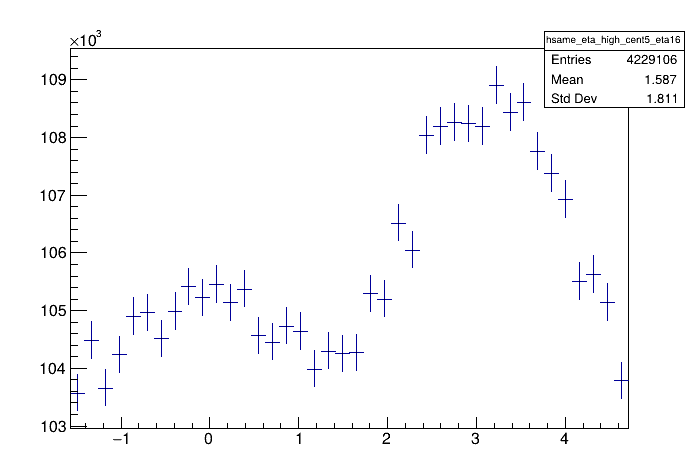 ×10³
hsame_eta_high_cent5_eta16
Entries 4229106
Mean 1.587
Std Dev 1.811
109
108
107
106
105
104
103
−1 0 1 2 3 4